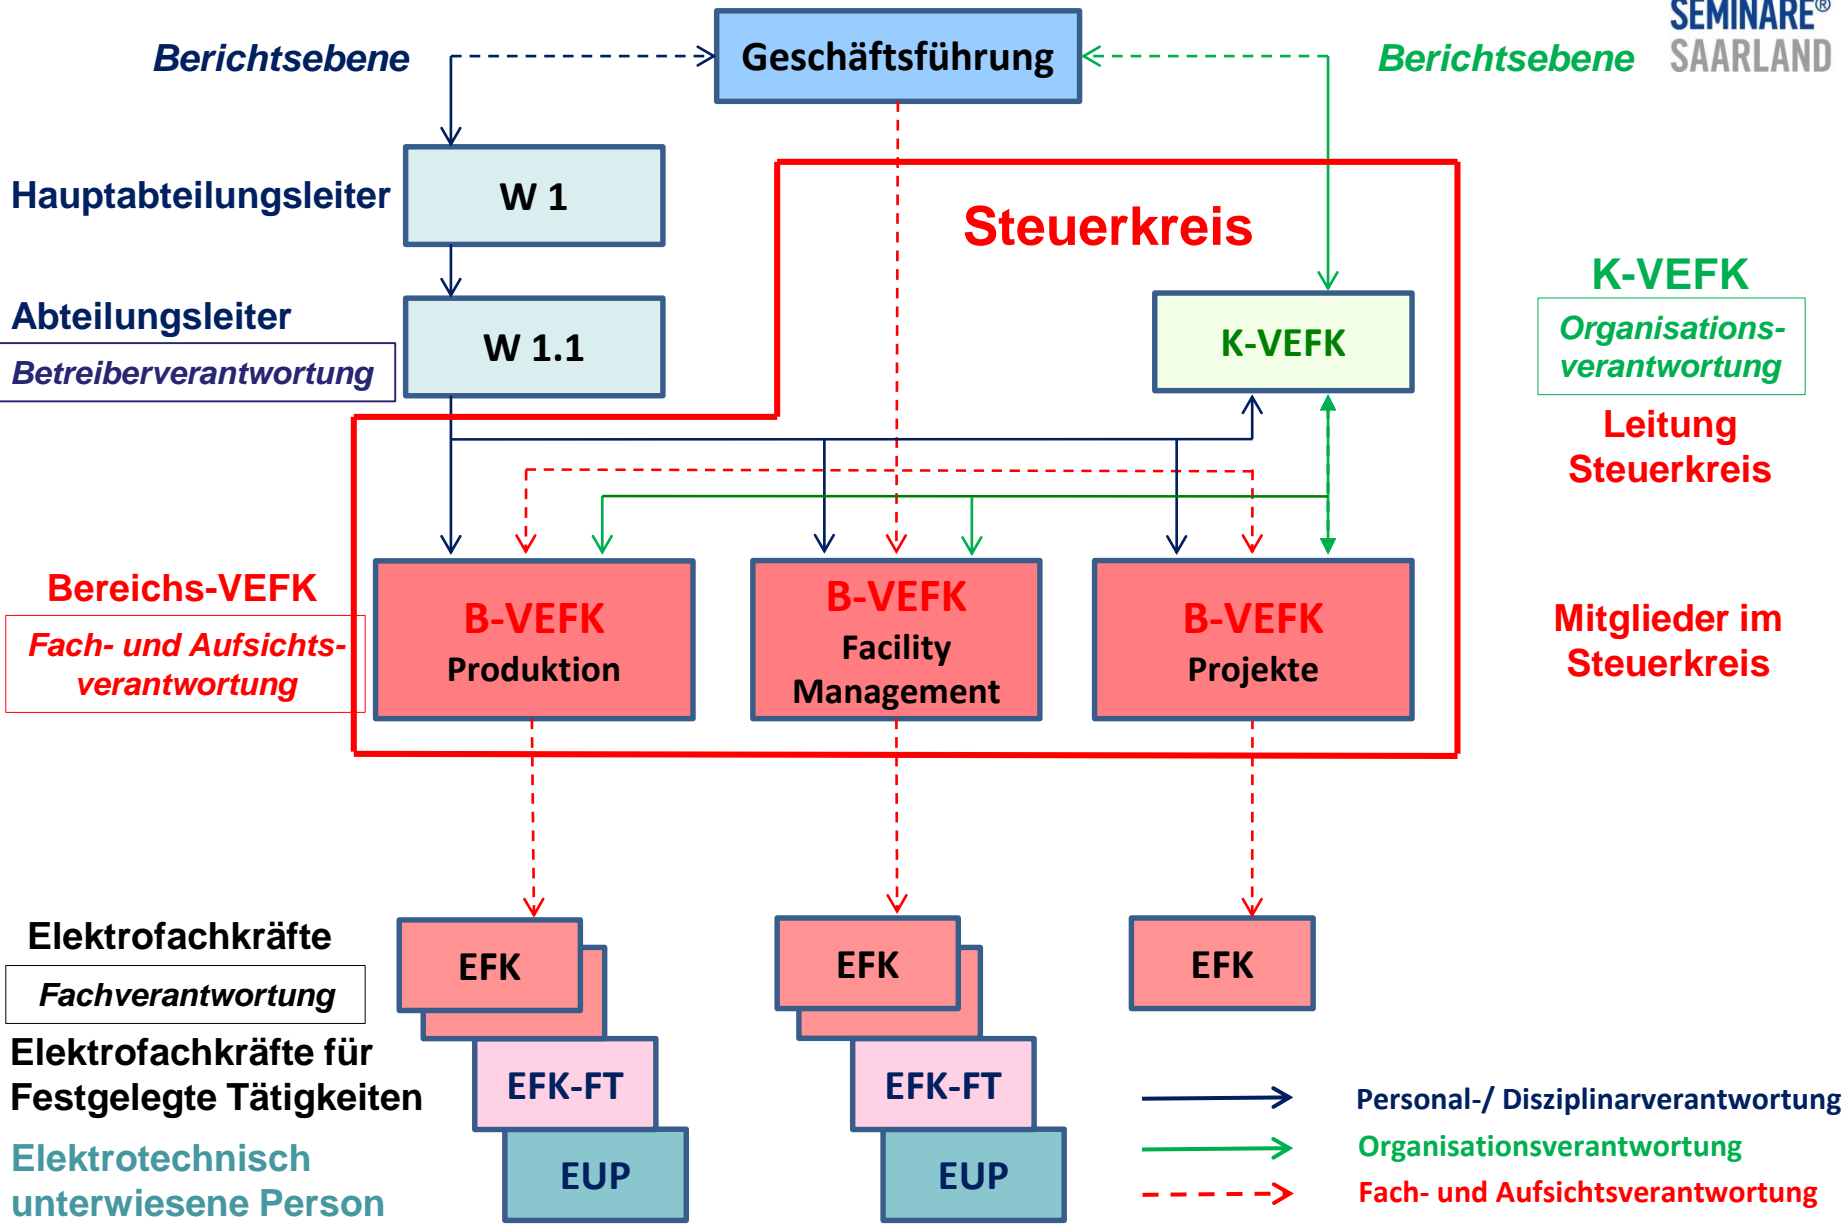 SEMINARE®
SAARLAND
Berichtsebene
Geschäftsführung
Berichtsebene
Hauptabteilungsleiter
W 1
Steuerkreis
Abteilungsleiter
Betreiberverantwortung
W 1.1
K-VEFK
K-VEFK
Organisations-
verantwortung
Leitung
Steuerkreis
Bereichs-VEFK
Fach- und Aufsichts-
verantwortung
B-VEFK
Produktion
B-VEFK
Facility
Management
B-VEFK
Projekte
Mitglieder im
Steuerkreis
Elektrofachkräfte
Fachverantwortung
EFK
EFK
EFK
Elektrofachkräfte für
Festgelegte Tätigkeiten
EFK-FT
EFK-FT
Elektrotechnisch
unterwiesene Person
EUP
EUP
Personal-/ Disziplinarverantwortung
Organisationsverantwortung
Fach- und Aufsichtsverantwortung